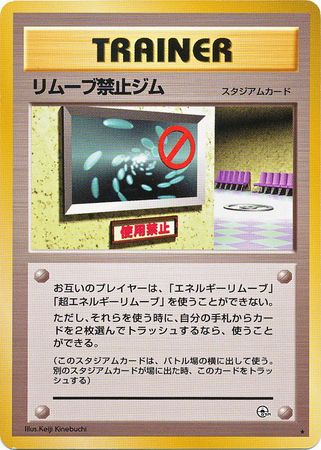 TRAINER
リムーブ禁止ジム
スタジアムカード
使用禁止
お互いのプレイヤーは、「エネルギーリムーブ」
「超エネルギーリムーブ」を使うことができない。
ただし、それらを使う時に、自分の手札からカー
ドを2枚選んでトラッシュするなら、使うこと
ができる。
(このスタジアムカードは、バトル場の横に出して使う。
別のスタジアムカードが場に出た時、このカードをトラッ
シュする。)
Illus.Keiji Kinebuchi